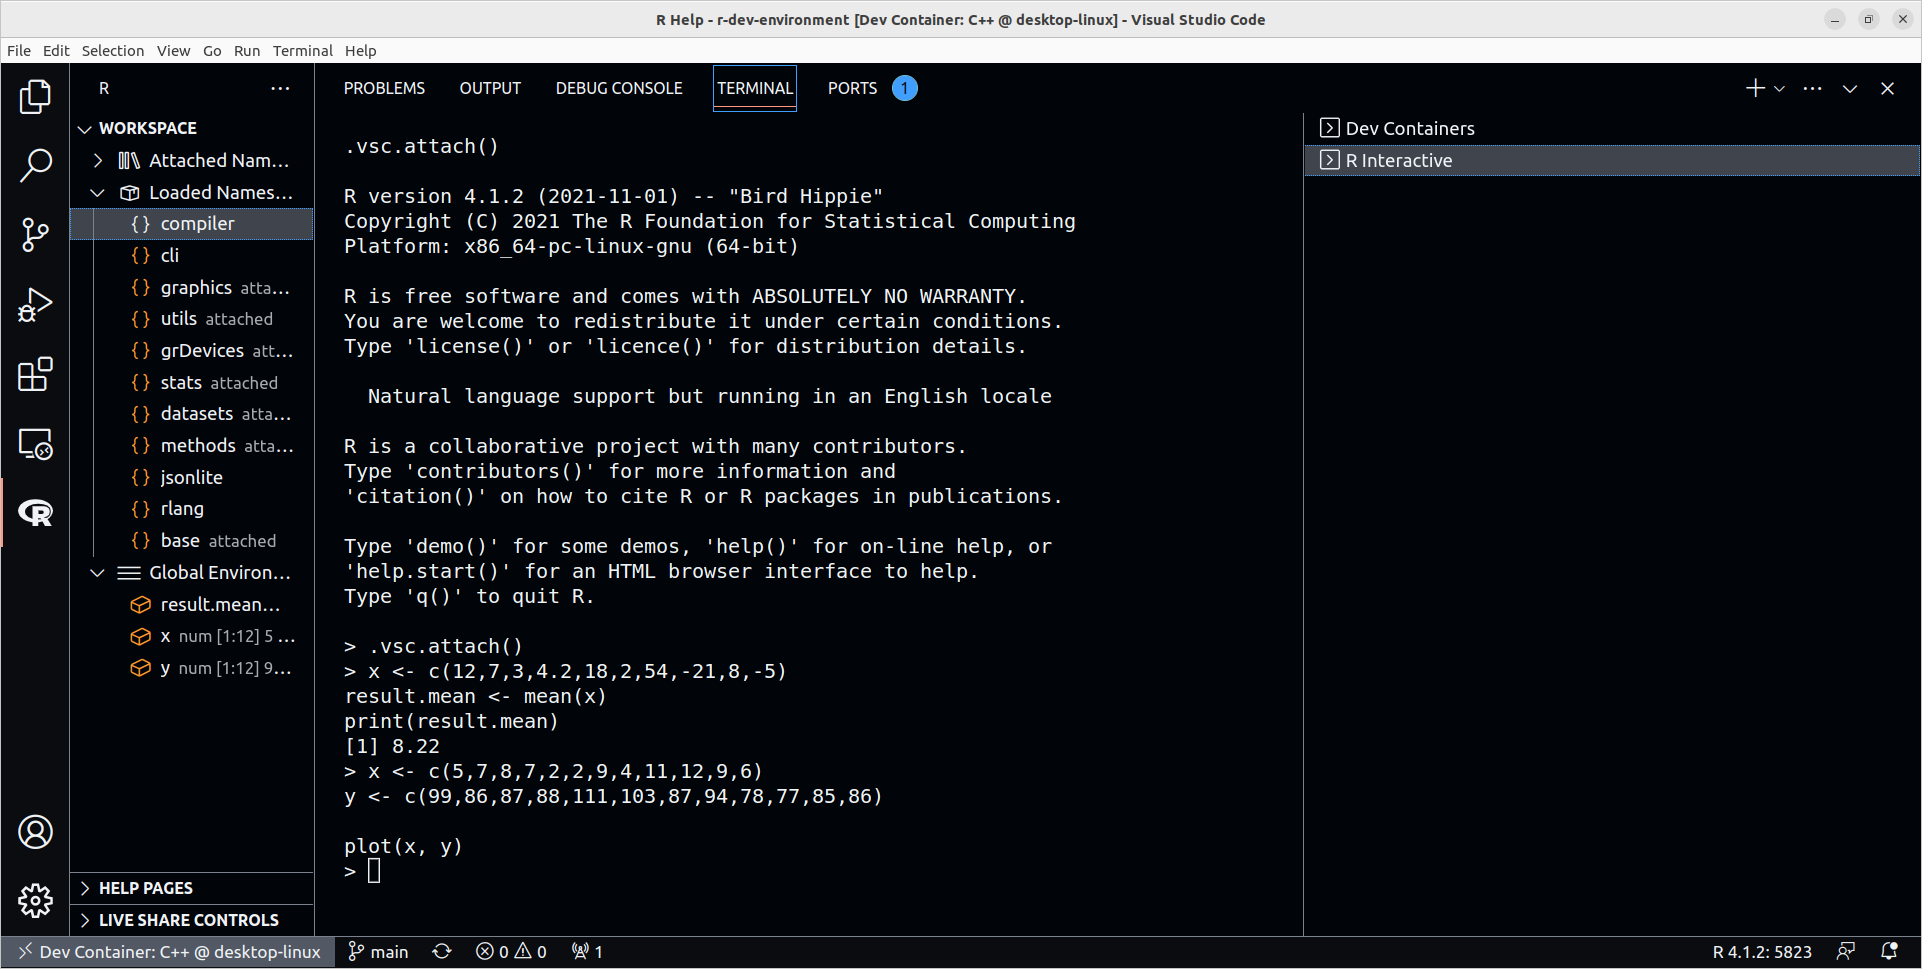 R Help - r-dev-environment [Dev Container: C++ @ desktop-linux] - Visual Studio Code
File Edit Selection View Go Run Terminal Help
R
WORKSPACE
Attached Nam...
Loaded Names...
compiler
cli
graphics atta...
utils attached
grDevices att...
stats attached
datasets atta...
methods atta...
jsonlite
rlang
base attached
Global Environ...
result.mean...
x num [1:12] 5 ...
y num [1:12] 9...
HELP PAGES
LIVE SHARE CONTROLS
PROBLEMS OUTPUT DEBUG CONSOLE TERMINAL PORTS 1
.vsc.attach()
R version 4.1.2 (2021-11-01) -- "Bird Hippie"
Copyright (C) 2021 The R Foundation for Statistical Computing
Platform: x86_64-pc-linux-gnu (64-bit)
R is free software and comes with ABSOLUTELY NO WARRANTY.
You are welcome to redistribute it under certain conditions.
Type 'license()' or 'licence()' for distribution details.
Natural language support but running in an English locale
R is a collaborative project with many contributors.
Type 'contributors()' for more information and
'citation()' on how to cite R or R packages in publications.
Type 'demo()' for some demos, 'help()' for on-line help, or
'help.start()' for an HTML browser interface to help.
Type 'q()' to quit R.
> .vsc.attach()
> x <- c(12,7,3,4.2,18,2,54,-21,8,-5)
result.mean <- mean(x)
print(result.mean)
[1] 8.22
> x <- c(5,7,8,7,2,2,9,4,11,12,9,6)
y <- c(99,86,87,88,111,103,87,94,78,77,85,86)
plot(x, y)
>
Dev Containers
R Interactive
Dev Container: C++ @ desktop-linux main 0 0 1 R 4.1.2: 5823